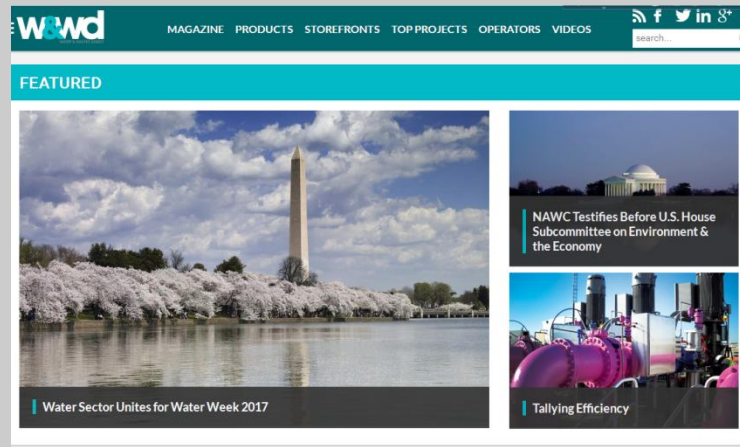 W&wd
MAGAZINE PRODUCTS STOREFRONTS TOP PROJECTS OPERATORS VIDEOS
search...
FEATURED
Water Sector Unites for Water Week 2017
NAWC Testifies Before U.S. House
Subcommittee on Environment &
the Economy
Tallying Efficiency